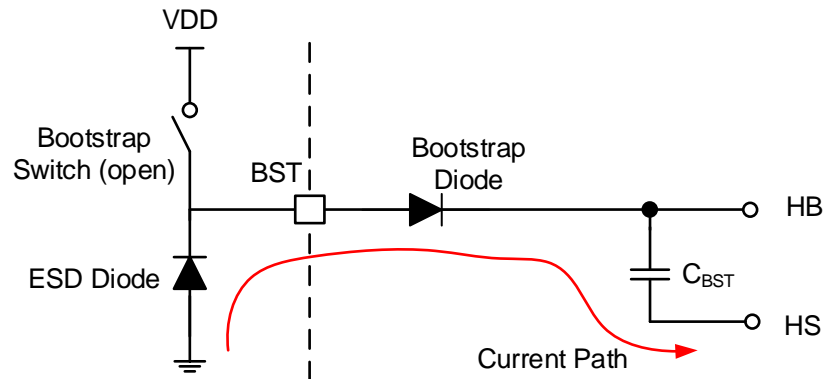 VDD
Bootstrap
Switch (open)
BST
Bootstrap
Diode
HB
ESD Diode
CBST
HS
Current Path